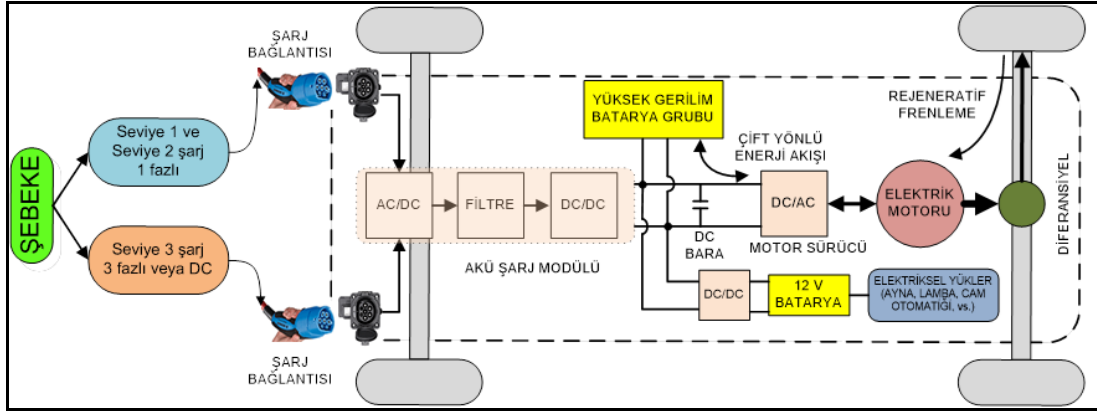 ŞEBEKE
Seviye 1 ve
Seviye 2 şarj
1 fazlı
Seviye 3 şarj
3 fazlı veya DC
ŞARJ
BAĞLANTISI
ŞARJ
BAĞLANTISI
AC/DC
FİLTRE
DC/DC
AKÜ ŞARJ MODÜLÜ
YÜKSEK GERİLİM
BATARYA GRUBU
ÇİFT YÖNLÜ
ENERJİ AKIŞI
DC
BARA
DC/AC
MOTOR SÜRÜCÜ
DC/DC
12 V
BATARYA
ELEKTRİKSEL YÜKLER
(AYNA, LAMBA, CAM
OTOMATİĞİ, vs.)
ELEKTRİK
MOTORU
REJENERATİF
FRENLEME
DİFERANSİYEL